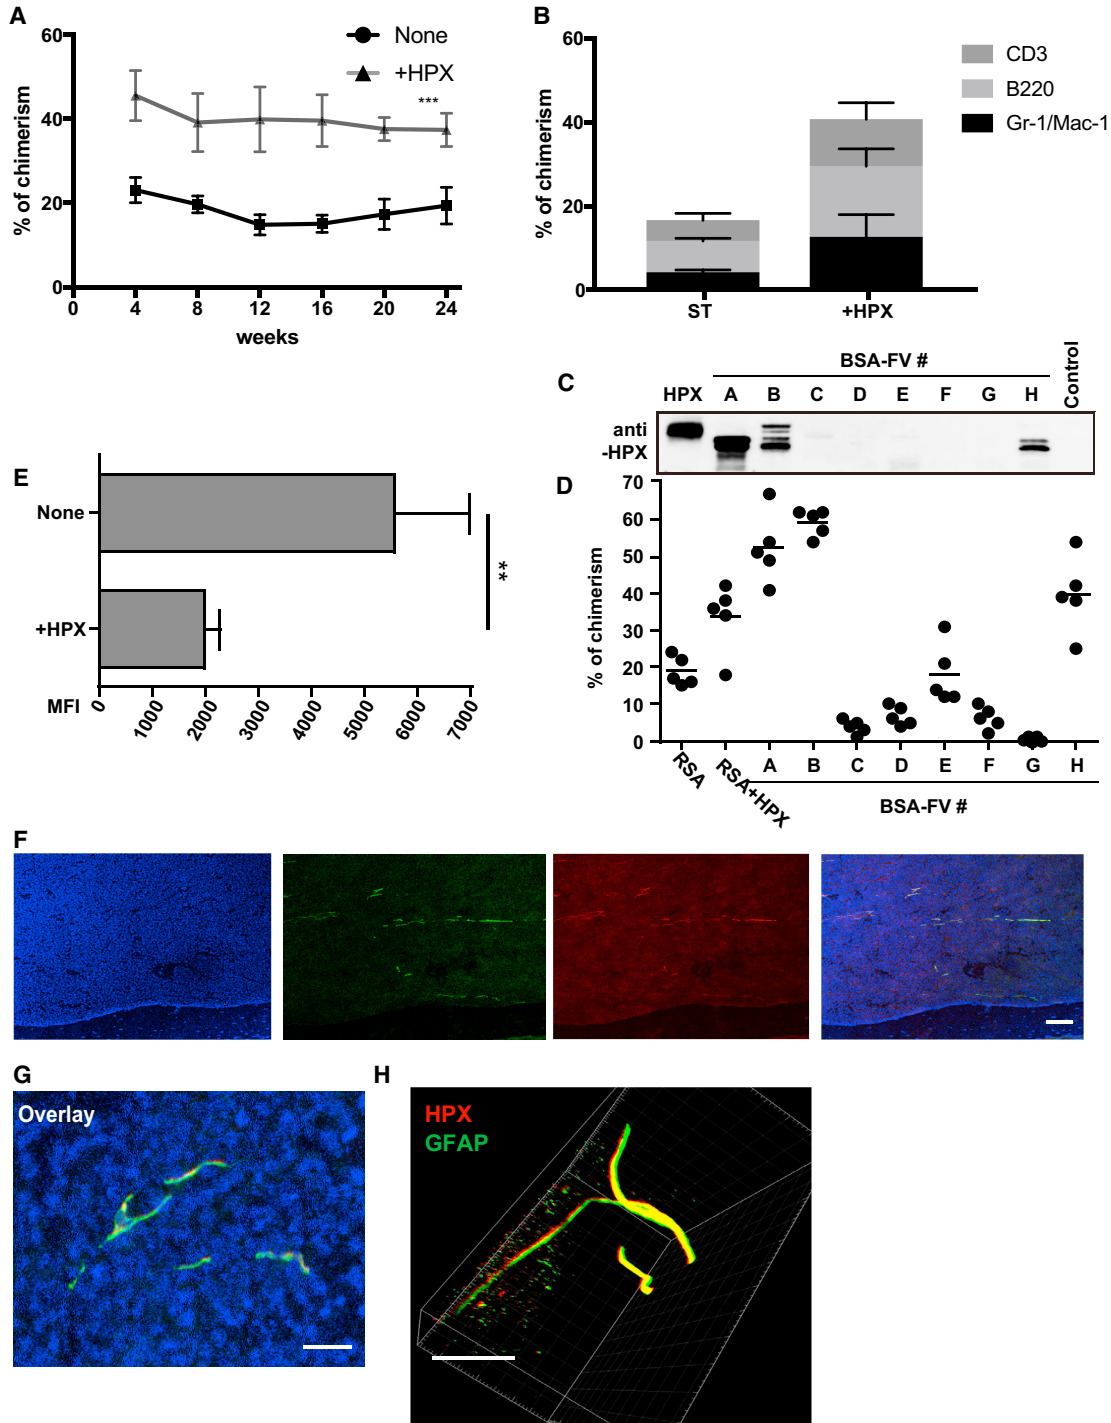 A
60
40
20
0
% of chimerism
None
+HPX
***
0 4 8 12 16 20 24
weeks
B
60
40
20
0
% of chimerism
CD3
B220
Gr-1/Mac-1
ST +HPX
C
BSA-FV #
HPX A B C D E F G H Control
anti
-HPX
D
70
60
50
40
30
20
10
0
% of chimerism
RSA RSA+HPX A B C D E F G H
BSA-FV #
E
None
+HPX
**
MFI
0 1000 2000 3000 4000 5000 6000 7000
F
G
Overlay
H
HPX
GFAP